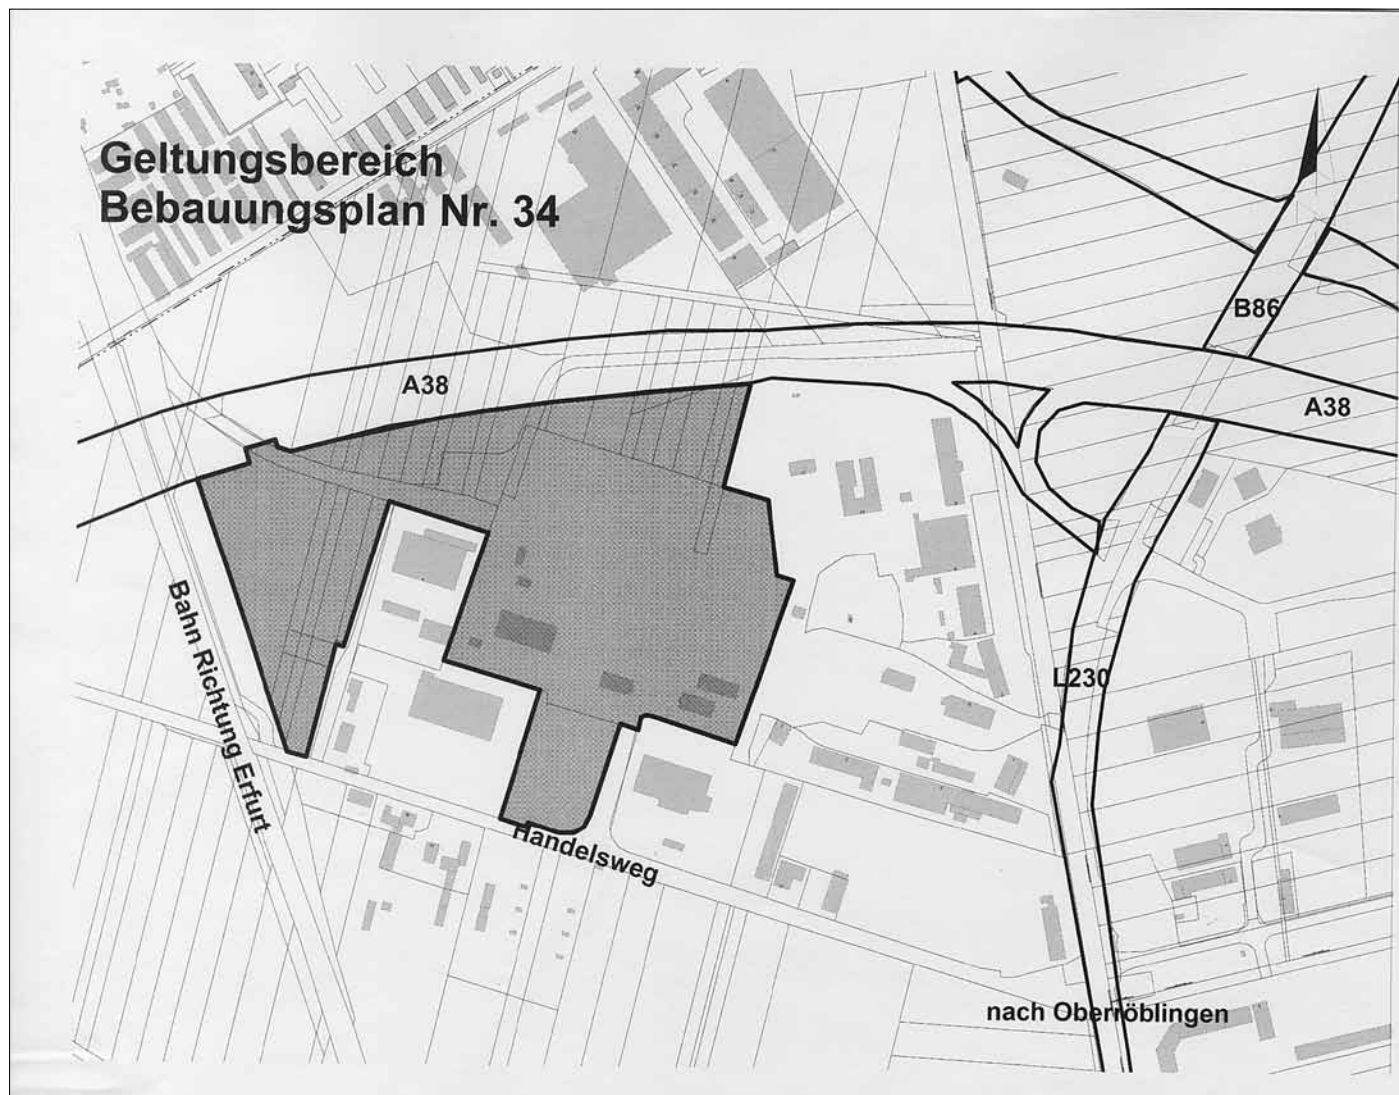 Geltungsbereich
Bebauungsplan Nr. 34
B86
A38
A38
Bahn Richtung Erfurt
L230
Handelsweg
nach Oberröblingen